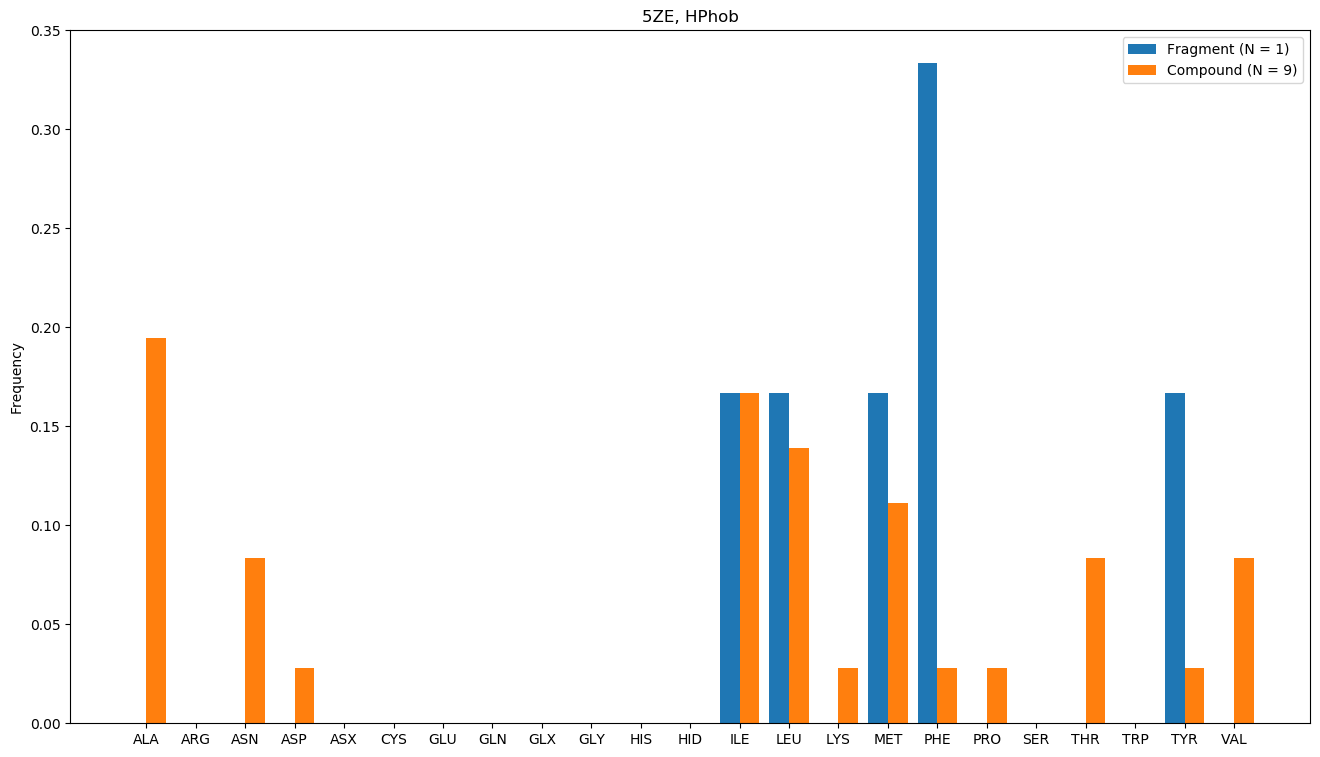 5ZE, HPhob
Fragment (N = 1)
Compound (N = 9)
Frequency
0.35
0.30
0.25
0.20
0.15
0.10
0.05
0.00
ALA ARG ASN ASP ASX CYS GLU GLN GLX GLY HIS HID ILE LEU LYS MET PHE PRO SER THR TRP TYR VAL